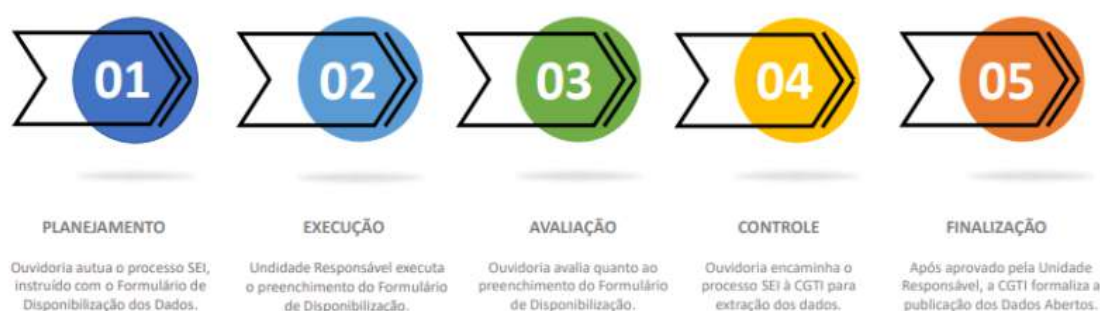 01
02
03
04
05
PLANEJAMENTO
Ouvidoria autua o processo SEI,
instruído com o Formulário de
Disponibilização dos Dados.
EXECUÇÃO
Undidade Responsável executa
o preenchimento do Formulário
de Disponibilização.
AVALIAÇÃO
Ouvidoria avalia quanto ao
preenchimento do Formulário
de Disponibilização.
CONTROLE
Ouvidoria encaminha o
processo SEI à CGTI para
extração dos dados.
FINALIZAÇÃO
Após aprovado pela Unidade
Responsável, a CGTI formaliza a
publicação dos Dados Abertos.